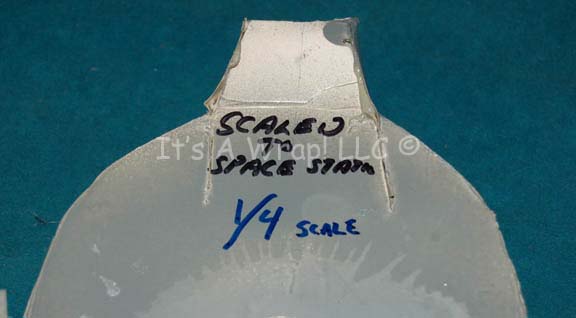 SCALED
TO
It's A Wrap! LLC ©
SPACE STATN
1/4 SCALE